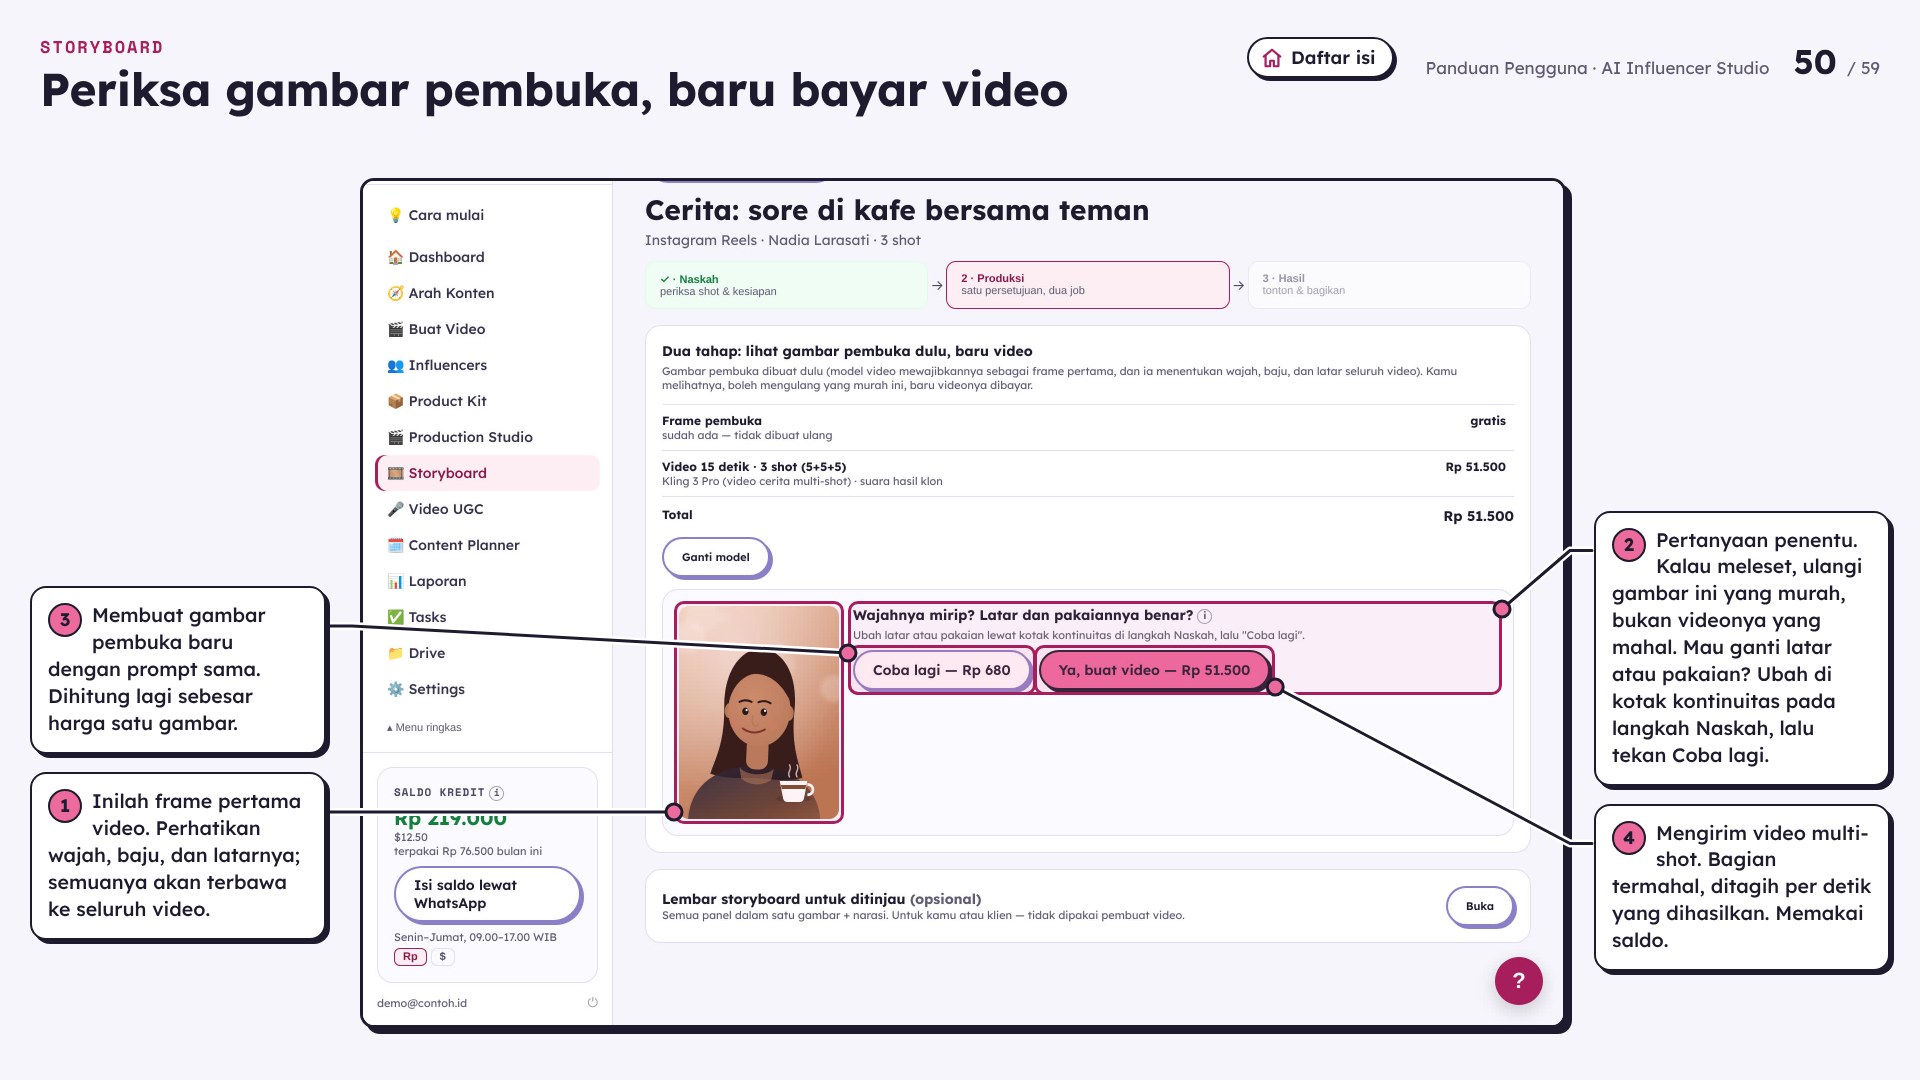 STORYBOARD
Periksa gambar pembuka, baru bayar video
Daftar isi
Panduan Pengguna · AI Influencer Studio
50 / 59
💡 Cara mulai
🏠 Dashboard
🧭 Arah Konten
🎬 Buat Video
👥 Influencers
📦 Product Kit
🎬 Production Studio
🎞️ Storyboard
🎤 Video UGC
🗓️ Content Planner
📊 Laporan
✅ Tasks
📁 Drive
⚙️ Settings
▴ Menu ringkas
SALDO KREDIT i
Rp 219.000
$12.50
terpakai Rp 76.500 bulan ini
Isi saldo lewat
WhatsApp
Senin–Jumat, 09.00–17.00 WIB
Rp $
demo@contoh.id
Cerita: sore di kafe bersama teman
Instagram Reels · Nadia Larasati · 3 shot
✓ · Naskah
periksa shot & kesiapan
→
2 · Produksi
satu persetujuan, dua job
→
3 · Hasil
tonton & bagikan
Dua tahap: lihat gambar pembuka dulu, baru video
Gambar pembuka dibuat dulu (model video mewajibkannya sebagai frame pertama, dan ia menentukan wajah, baju, dan latar seluruh video). Kamu
melihatnya, boleh mengulang yang murah ini, baru videonya dibayar.
Frame pembuka gratis
sudah ada — tidak dibuat ulang
Video 15 detik · 3 shot (5+5+5) Rp 51.500
Kling 3 Pro (video cerita multi-shot) · suara hasil klon
Total Rp 51.500
Ganti model
Wajahnya mirip? Latar dan pakaiannya benar? i
Ubah latar atau pakaian lewat kotak kontinuitas di langkah Naskah, lalu "Coba lagi".
Coba lagi — Rp 680
Ya, buat video — Rp 51.500
Lembar storyboard untuk ditinjau (opsional)
Semua panel dalam satu gambar + narasi. Untuk kamu atau klien — tidak dipakai pembuat video.
Buka
?
3 Membuat gambar
pembuka baru
dengan prompt sama.
Dihitung lagi sebesar
harga satu gambar.
1 Inilah frame pertama
video. Perhatikan
wajah, baju, dan latarnya;
semuanya akan terbawa
ke seluruh video.
2 Pertanyaan penentu.
Kalau meleset, ulangi
gambar ini yang murah,
bukan videonya yang
mahal. Mau ganti latar
atau pakaian? Ubah di
kotak kontinuitas pada
langkah Naskah, lalu
tekan Coba lagi.
4 Mengirim video multi-
shot. Bagian
termahal, ditagih per detik
yang dihasilkan. Memakai
saldo.